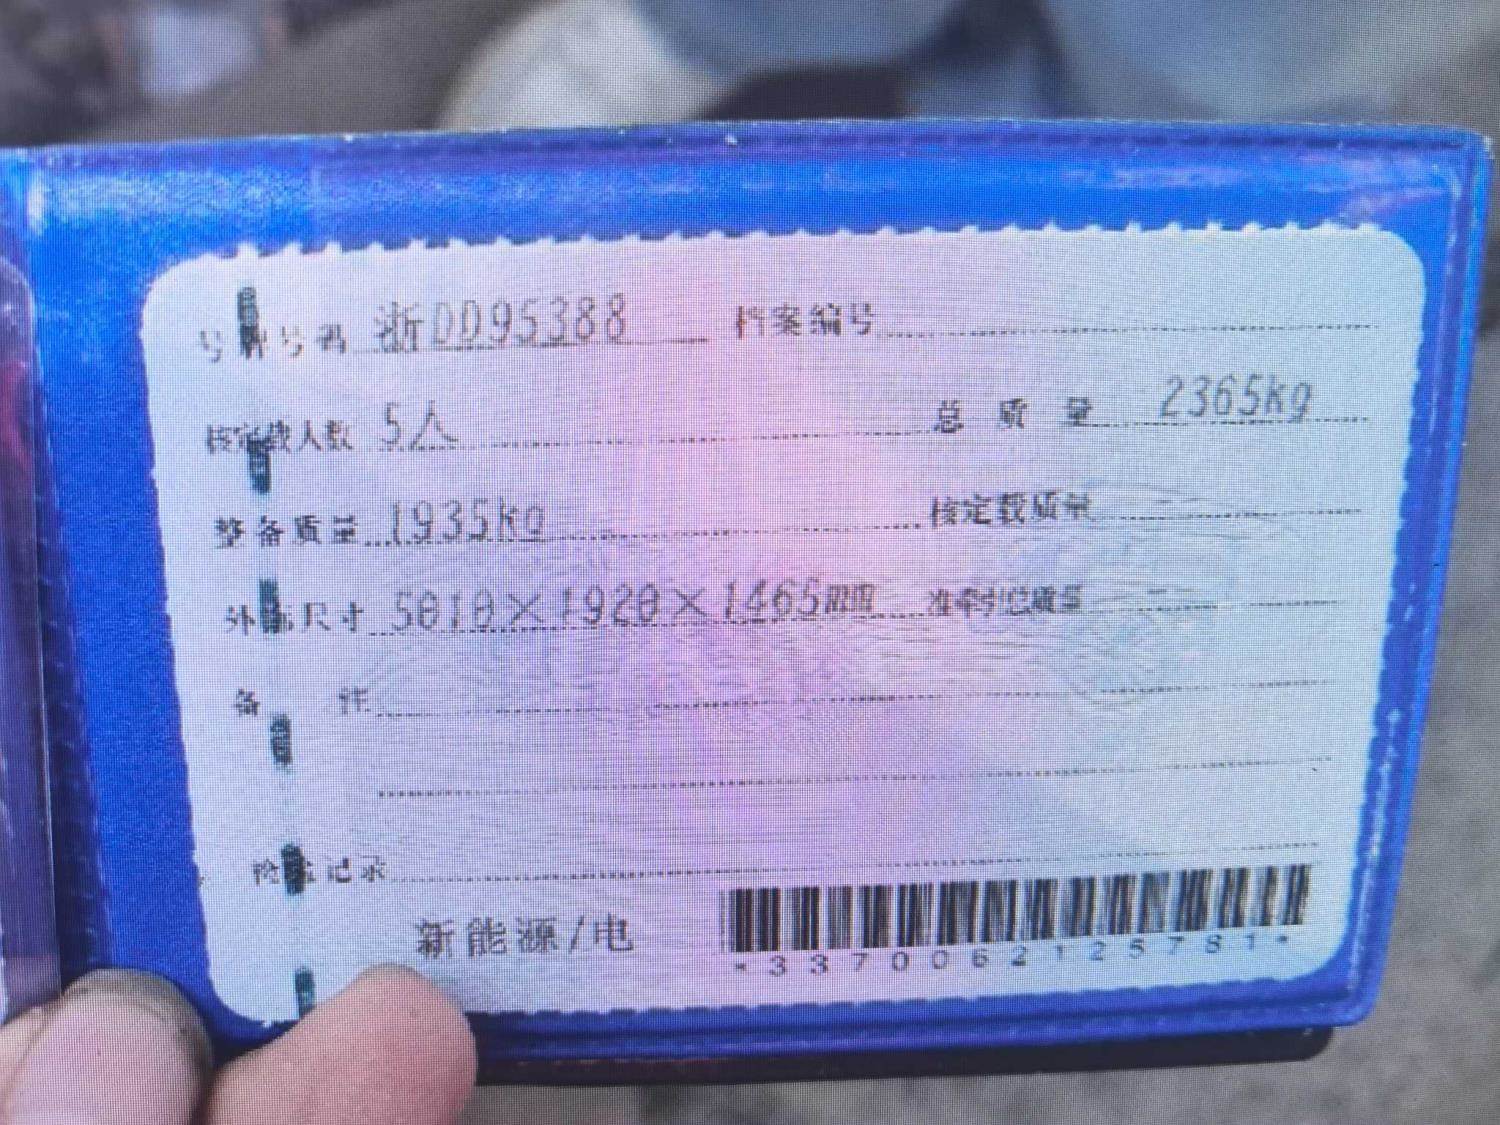 号牌号码 浙DD95388 档案编号
核定载人数 5人 总质量 2365kg
整备质量 1935kg 核定载质量 --
外廓尺寸 5010×1920×1465mm 准牵引总质量 --
备注
检验记录
新能源/电
*3370062125781*